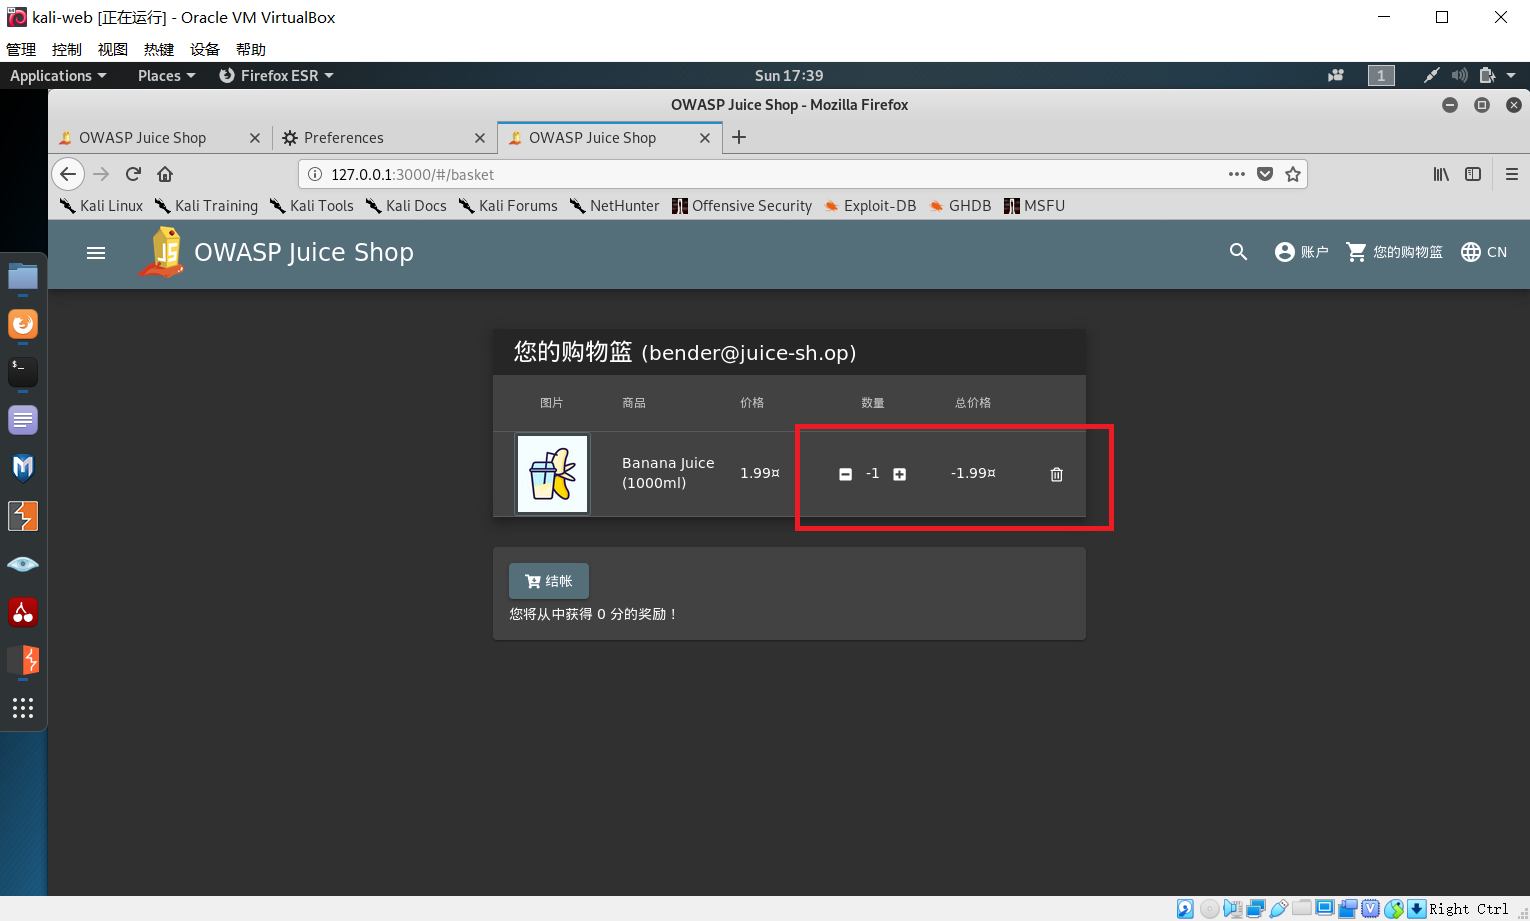 kali-web [正在运行] - Oracle VM VirtualBox
管理 控制 视图 热键 设备 帮助
Applications Places Firefox ESR Sun 17:39 1
OWASP Juice Shop - Mozilla Firefox
OWASP Juice Shop Preferences OWASP Juice Shop
127.0.0.1:3000/#/basket
Kali Linux Kali Training Kali Tools Kali Docs Kali Forums NetHunter Offensive Security Exploit-DB GHDB MSFU
OWASP Juice Shop 账户 您的购物篮 CN
您的购物篮 (bender@juice-sh.op)
图片 商品 价格 数量 总价格
Banana Juice
(1000ml)
1.99¤ -1 -1.99¤
结帐
您将从中获得 0 分的奖励！
Right Ctrl